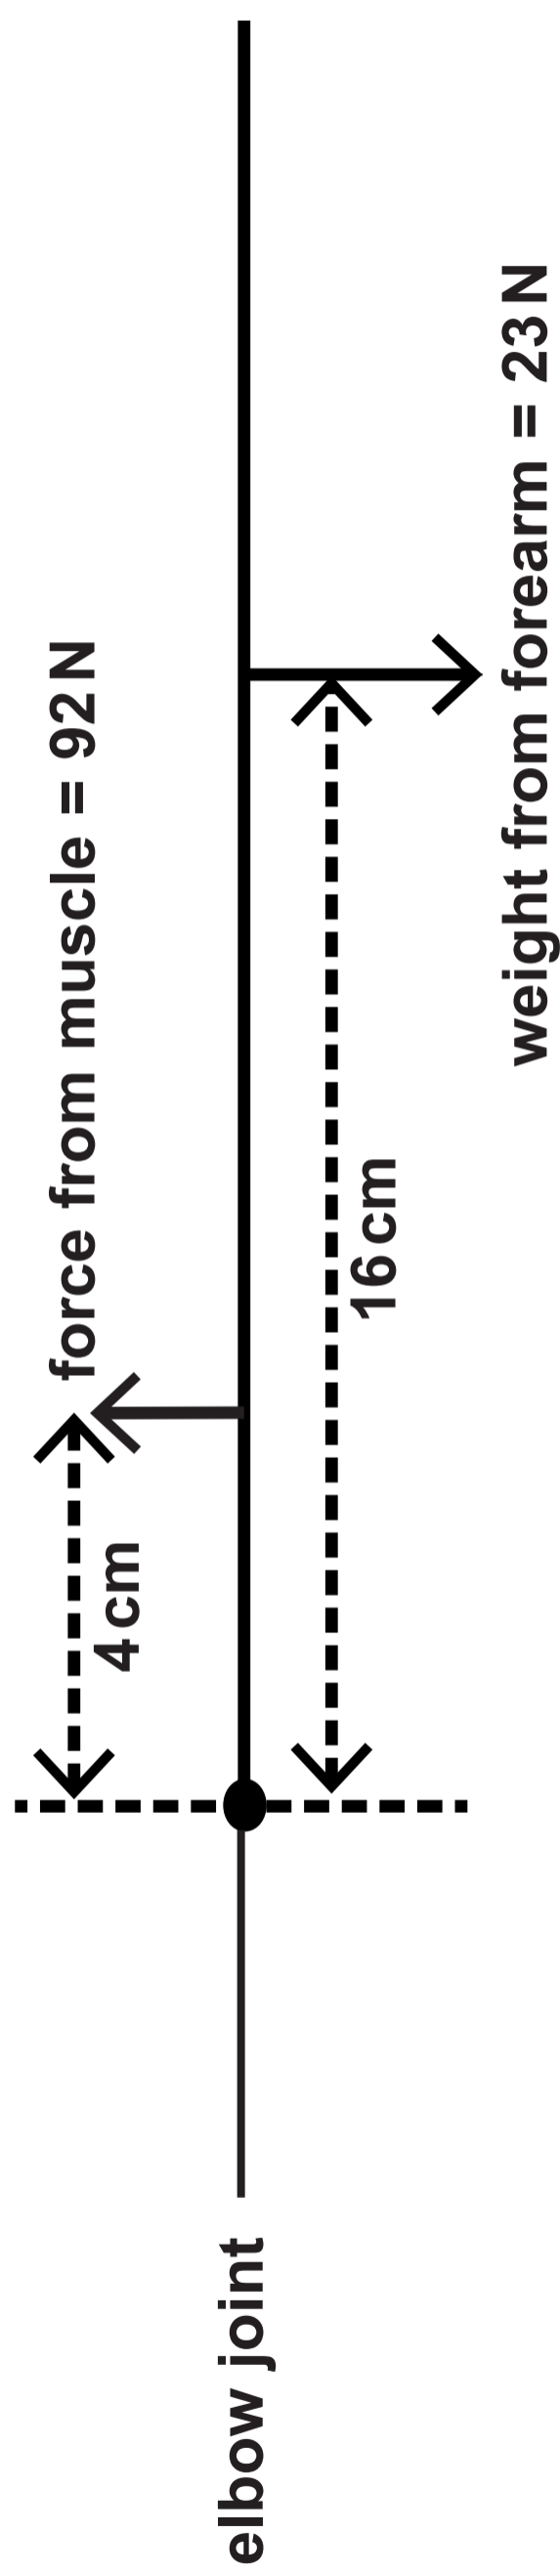 force from muscle = 92 N
4 cm
16 cm
elbow joint
weight from forearm = 23 N